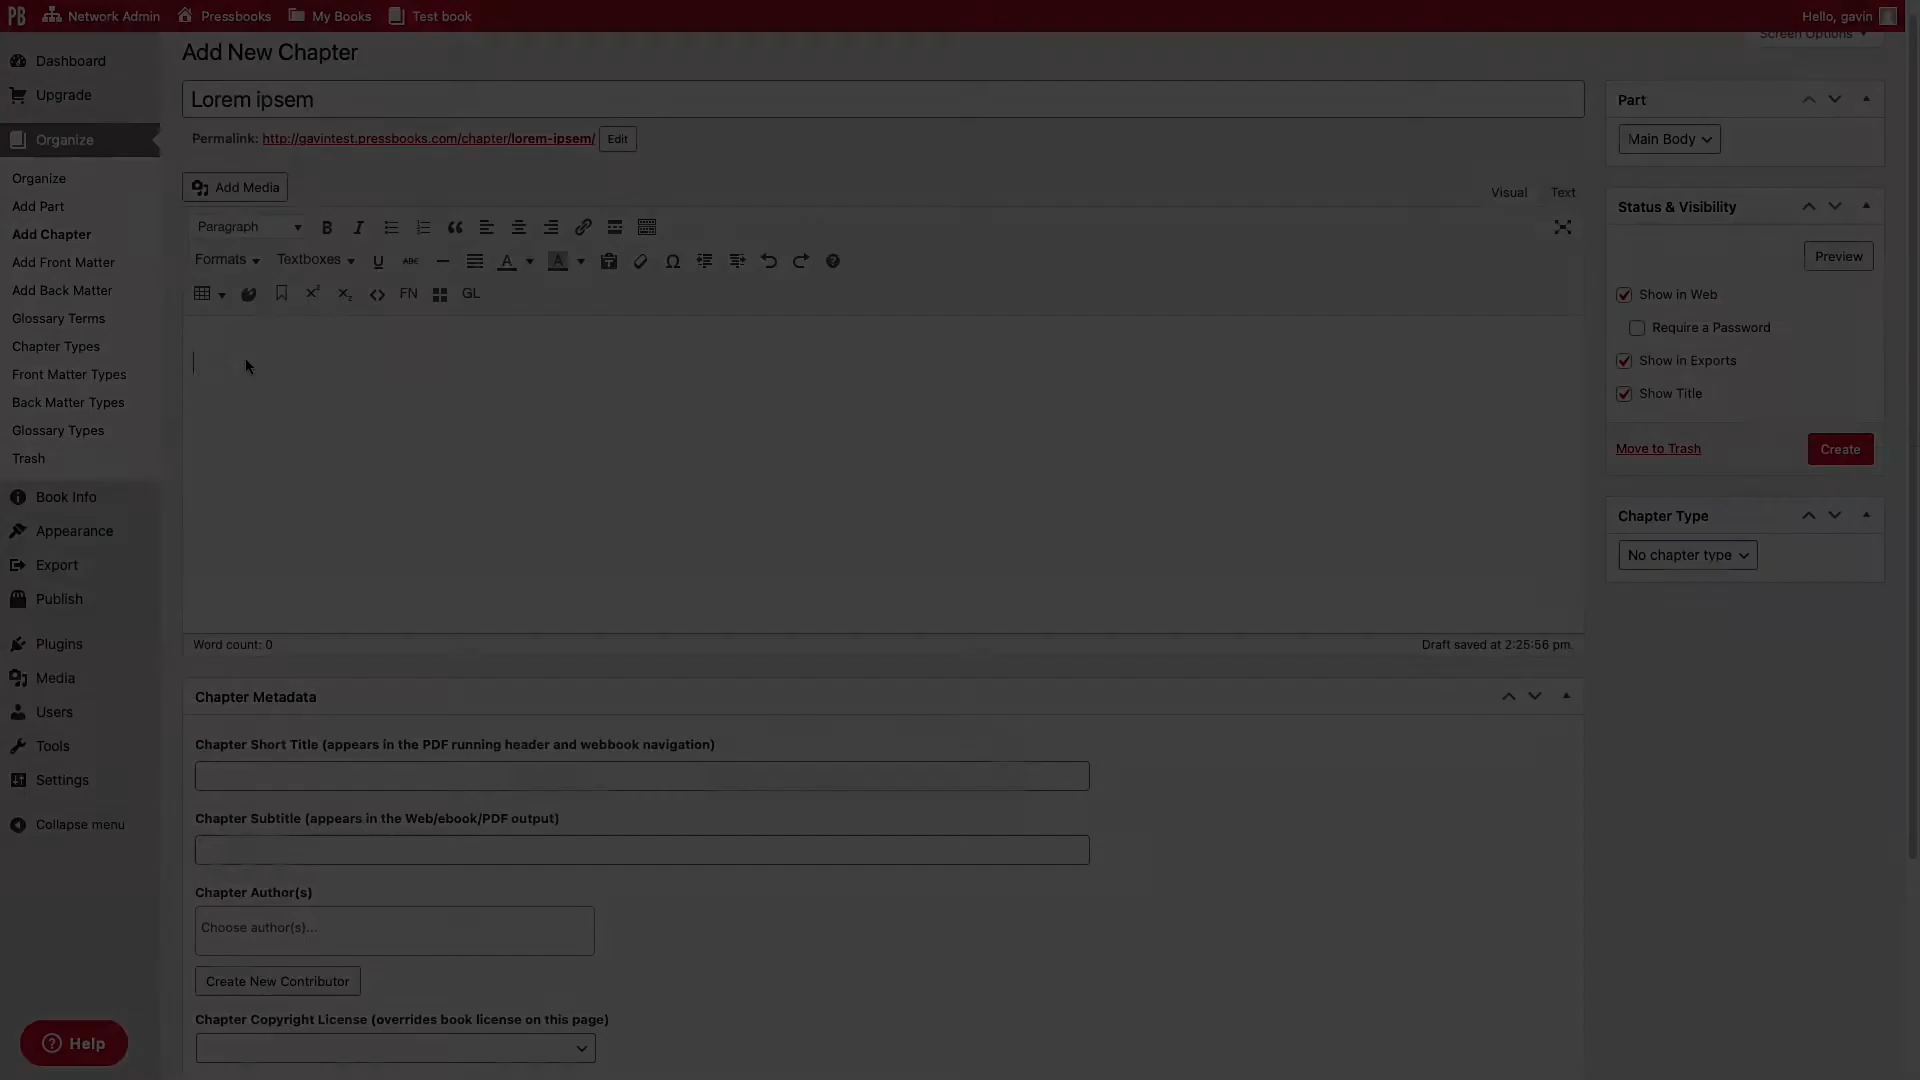 Network Admin Pressbooks My Books Test book Hello, gavin
Screen Options
Add New Chapter
Dashboard
Upgrade
Organize
Organize
Add Part
Add Chapter
Add Front Matter
Add Back Matter
Glossary Terms
Chapter Types
Front Matter Types
Back Matter Types
Glossary Types
Trash
Book Info
Appearance
Export
Publish
Plugins
Media
Users
Tools
Settings
Collapse menu
Help
Lorem ipsem
Permalink: http://gavintest.pressbooks.com/chapter/lorem-ipsem/ Edit
Add Media
Visual Text
Paragraph B I
Formats Textboxes U ABC A A Ω
X² X₂ FN GL
Word count: 0 Draft saved at 2:25:56 pm.
Chapter Metadata
Chapter Short Title (appears in the PDF running header and webbook navigation)
Chapter Subtitle (appears in the Web/ebook/PDF output)
Chapter Author(s)
Choose author(s)...
Create New Contributor
Chapter Copyright License (overrides book license on this page)
Part
Main Body
Status & Visibility
Preview
Show in Web
Require a Password
Show in Exports
Show Title
Move to Trash Create
Chapter Type
No chapter type